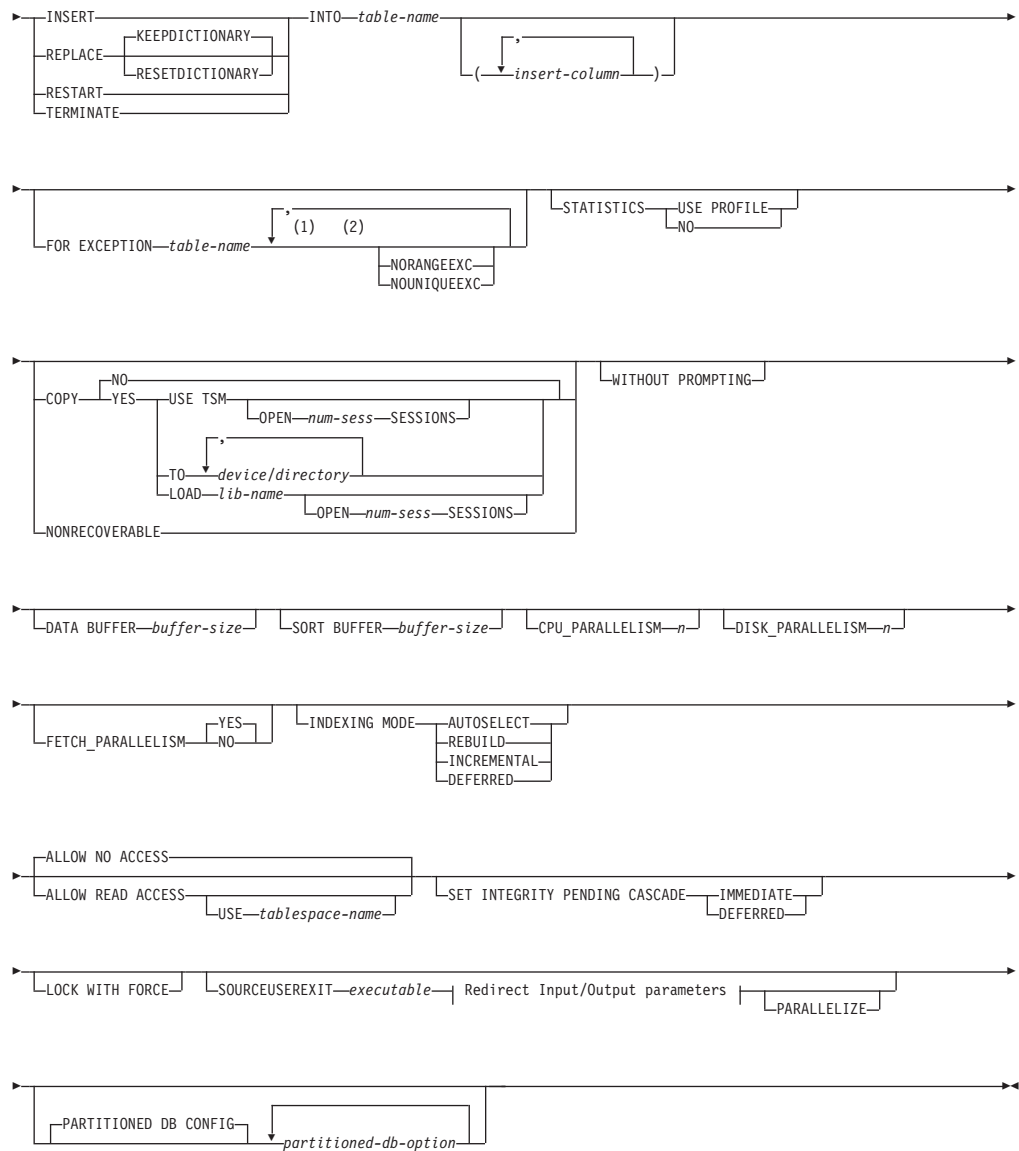 INSERT INTO table-name
REPLACE KEEPDICTIONARY ,
RESETDICTIONARY ( insert-column )
RESTART
TERMINATE
STATISTICS USE PROFILE
, NO
(1) (2)
FOR EXCEPTION table-name
NORANGEEXC
NOUNIQUEEXC
NO WITHOUT PROMPTING
COPY YES USE TSM
OPEN num-sess SESSIONS
,
TO device/directory
LOAD lib-name
OPEN num-sess SESSIONS
NONRECOVERABLE
DATA BUFFER buffer-size SORT BUFFER buffer-size CPU_PARALLELISM n DISK_PARALLELISM n
YES INDEXING MODE AUTOSELECT
FETCH_PARALLELISM NO REBUILD
INCREMENTAL
DEFERRED
ALLOW NO ACCESS
ALLOW READ ACCESS SET INTEGRITY PENDING CASCADE IMMEDIATE
USE tablespace-name DEFERRED
LOCK WITH FORCE SOURCEUSEREXIT executable Redirect Input/Output parameters
PARALLELIZE
PARTITIONED DB CONFIG
partitioned-db-option